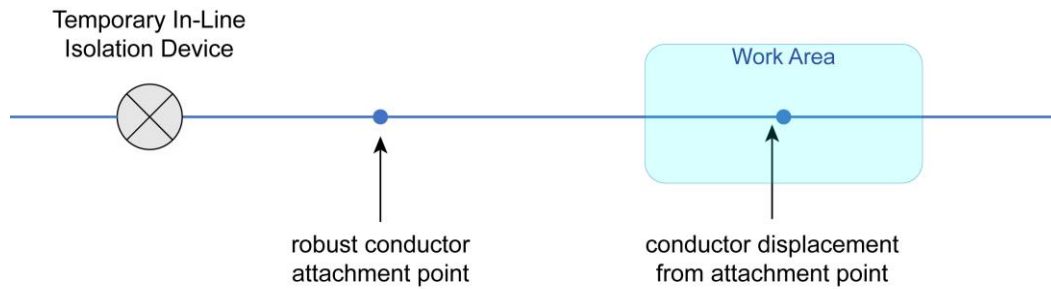 Temporary In-Line
Isolation Device
Work Area
robust conductor
attachment point
conductor displacement
from attachment point